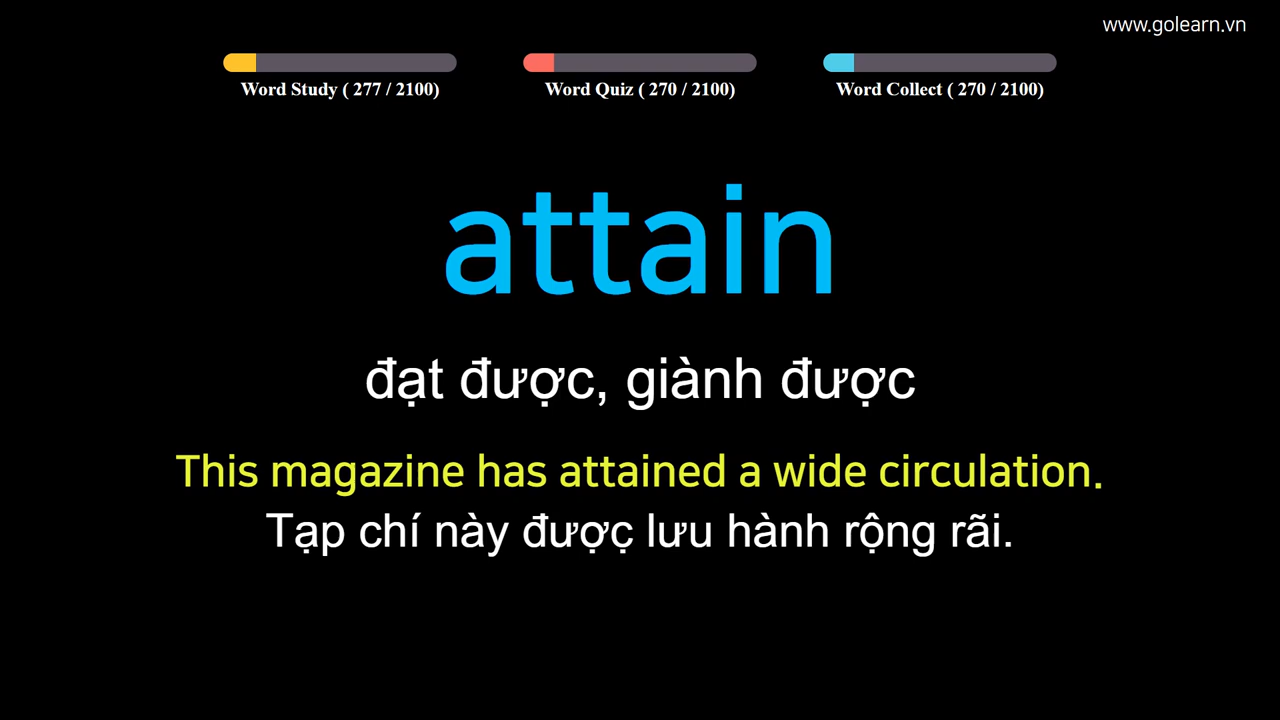 www.golearn.vn
Word Study ( 277 / 2100)
Word Quiz ( 270 / 2100)
Word Collect ( 270 / 2100)
attain
đạt được, giành được
This magazine has attained a wide circulation.
Tạp chí này được lưu hành rộng rãi.